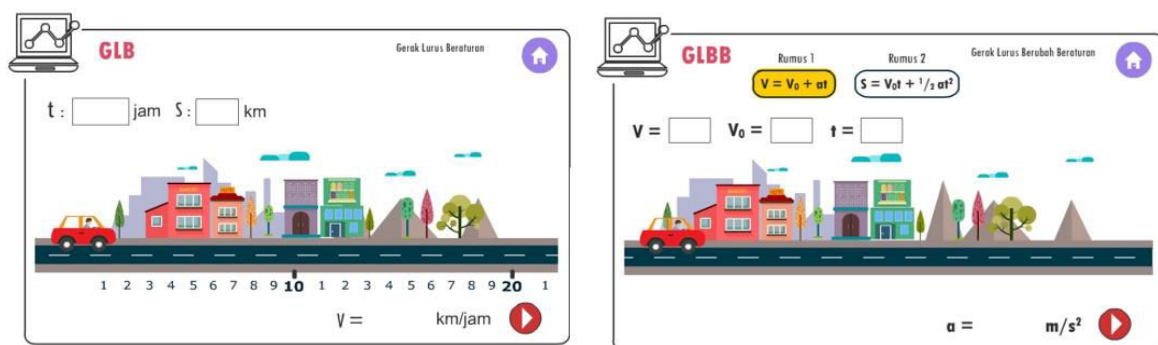 GLB
Gerak Lurus Beraturan
t : jam S : km
1 2 3 4 5 6 7 8 9 10 1 2 3 4 5 6 7 8 9 20 1
V = km/jam
GLBB
Rumus 1
Rumus 2
Gerak Lurus Berubah Beraturan
V = V₀ + at
S = V₀t + ¹/₂ at²
V = V₀ = t =
a = m/s²